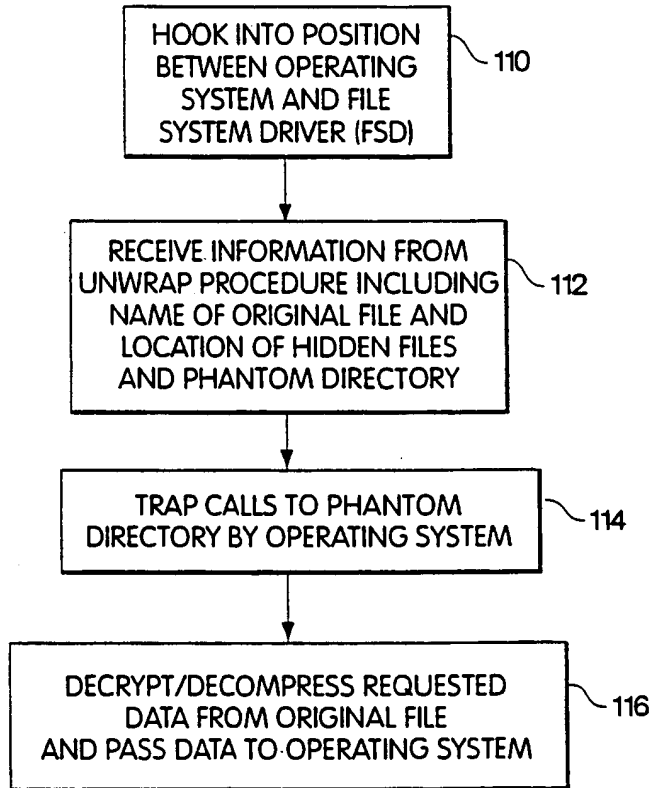 HOOK INTO POSITION
BETWEEN OPERATING
SYSTEM AND FILE
SYSTEM DRIVER (FSD)
110
RECEIVE INFORMATION FROM
UNWRAP PROCEDURE INCLUDING
NAME OF ORIGINAL FILE AND
LOCATION OF HIDDEN FILES
AND PHANTOM DIRECTORY
112
TRAP CALLS TO PHANTOM
DIRECTORY BY OPERATING SYSTEM
114
DECRYPT/DECOMPRESS REQUESTED
DATA FROM ORIGINAL FILE
AND PASS DATA TO OPERATING SYSTEM
116